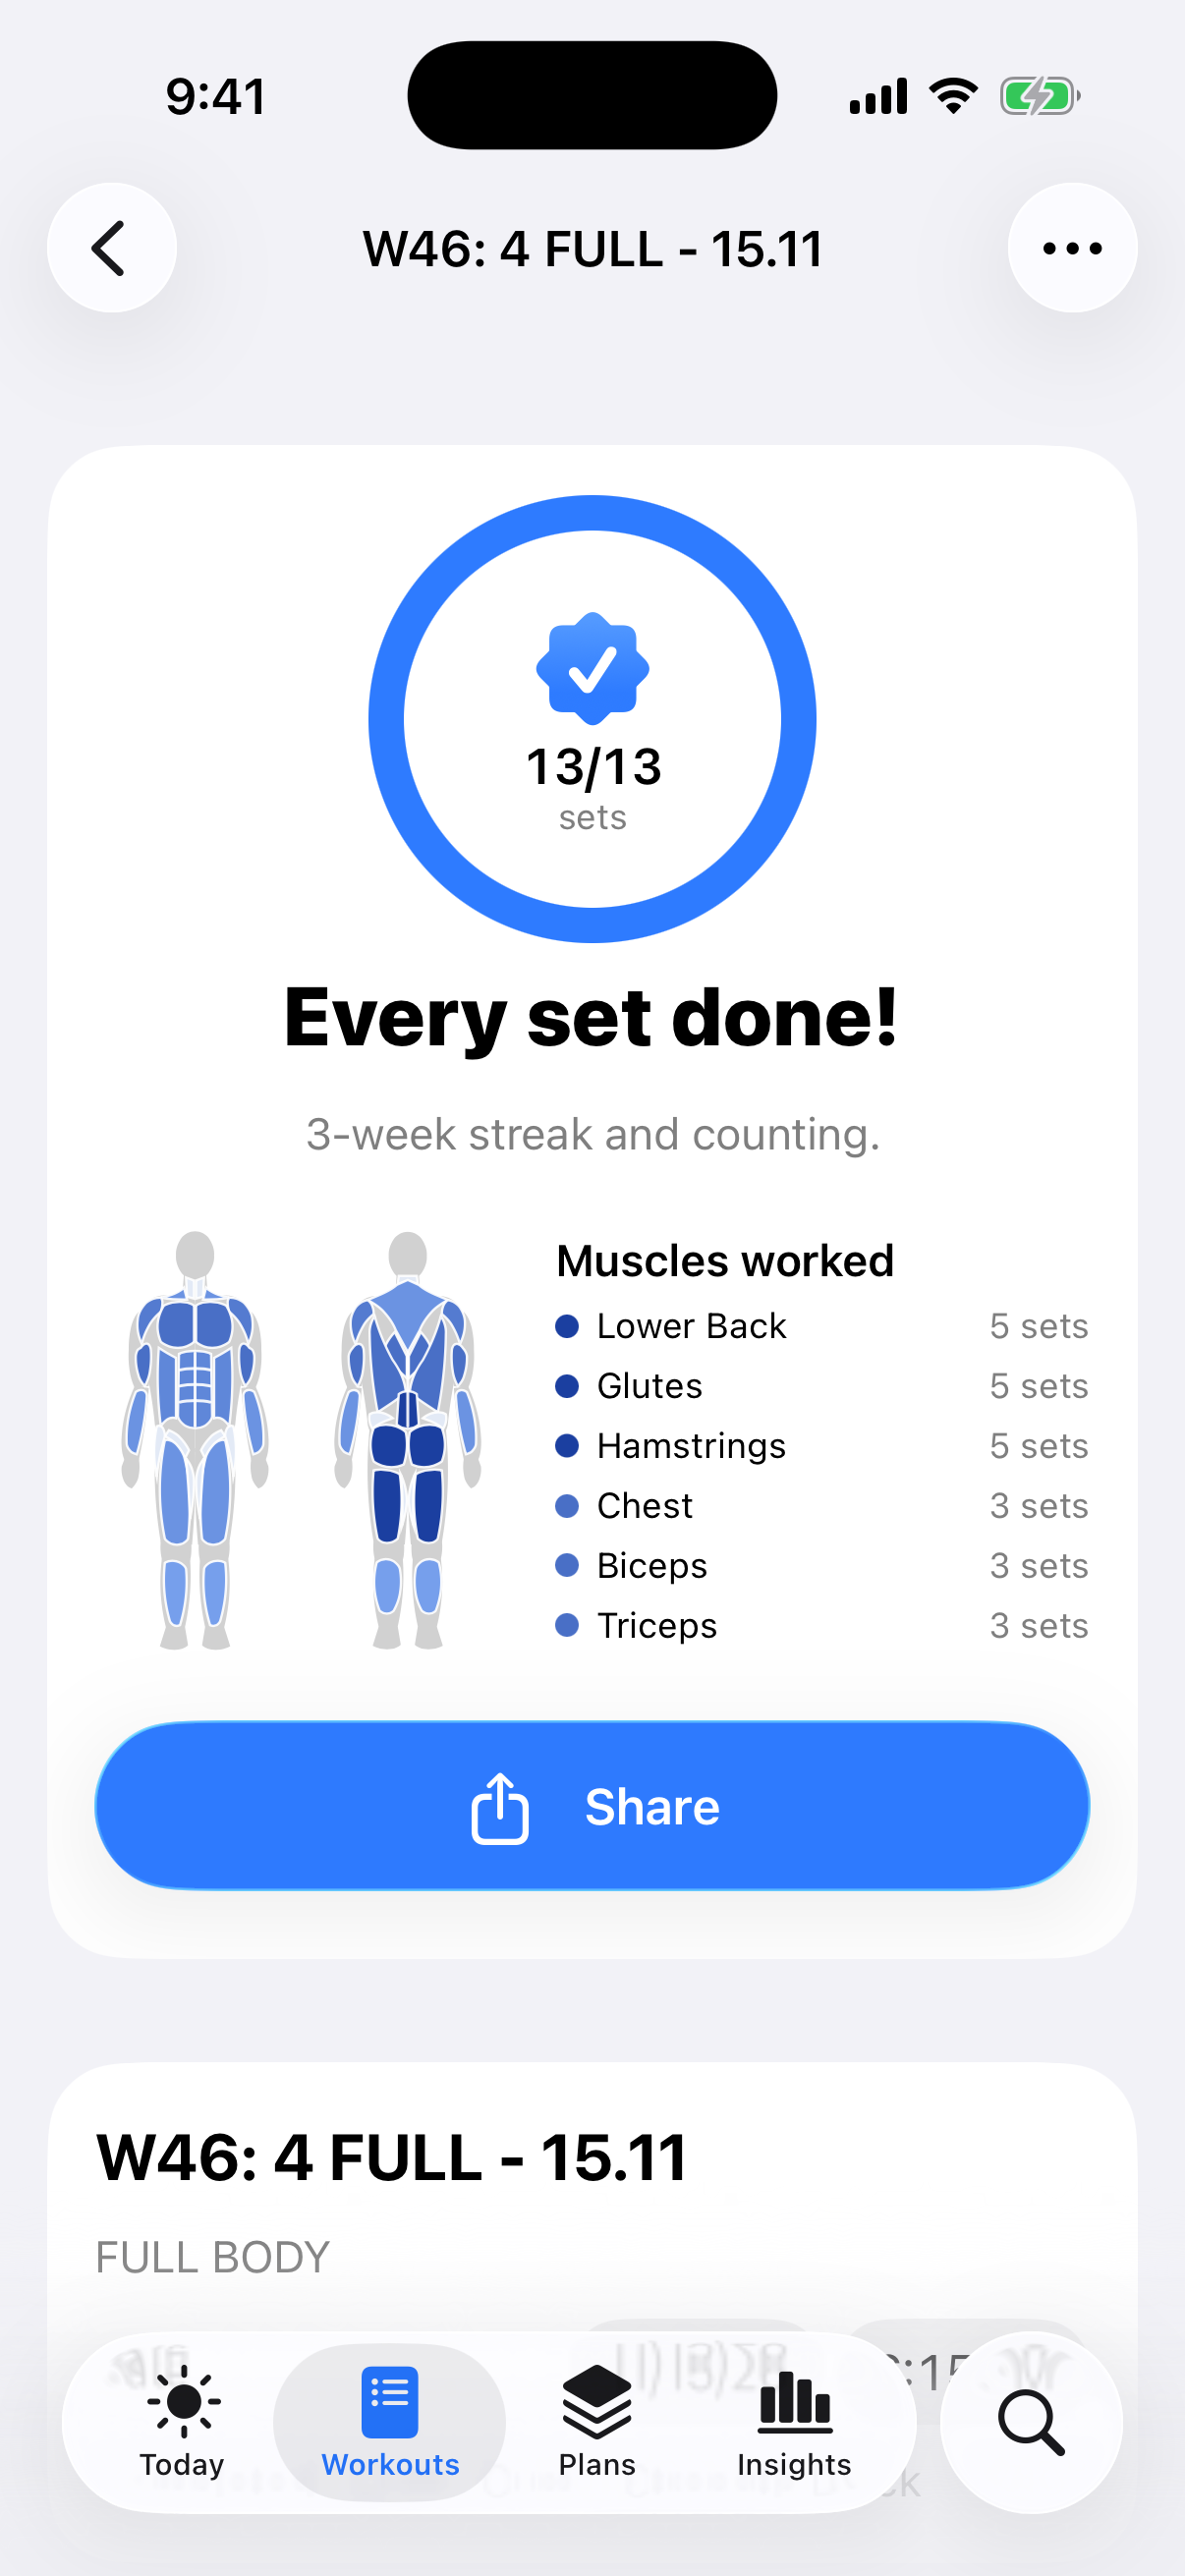 9:41
W46: 4 FULL - 15.11
13/13
sets
Every set done!
3-week streak and counting.
Muscles worked
Lower Back 5 sets
Glutes 5 sets
Hamstrings 5 sets
Chest 3 sets
Biceps 3 sets
Triceps 3 sets
Share
W46: 4 FULL - 15.11
FULL BODY
Today
Workouts
Plans
Insights